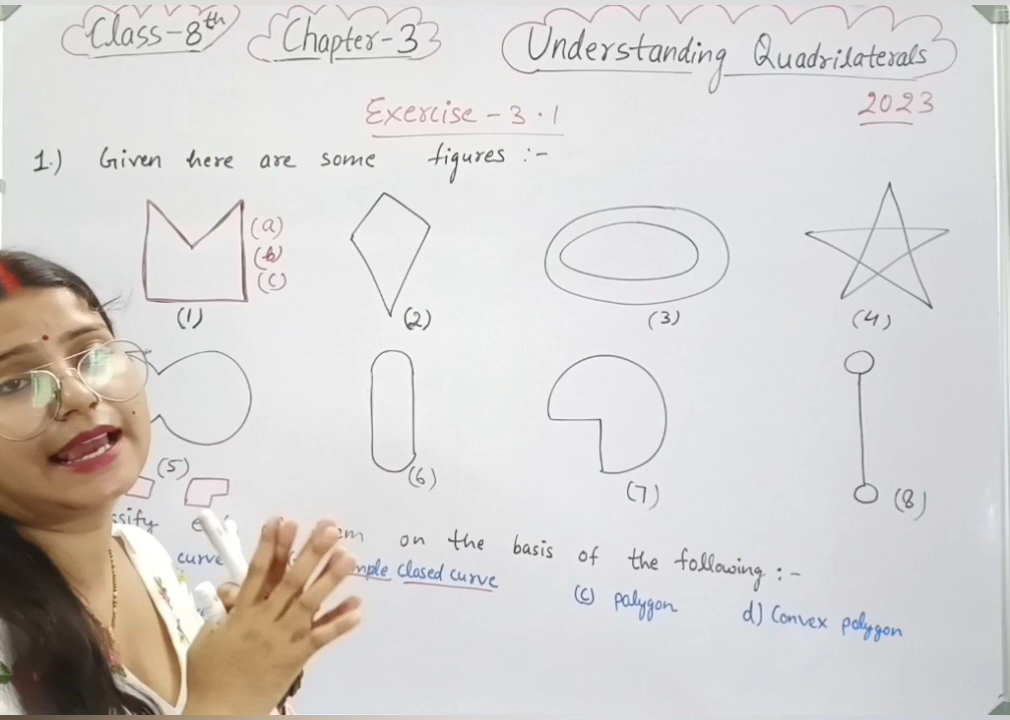 Class-8th Chapter-3 Understanding Quadrilaterals
Exercise-3.1 2023
1.) Given here are some figures :-
(a)
(b)
(c)
(1) (2) (3) (4)
(5) (6) (7) (8)
on the basis of the following :-
curve closed curve (c) polygon d) Convex polygon